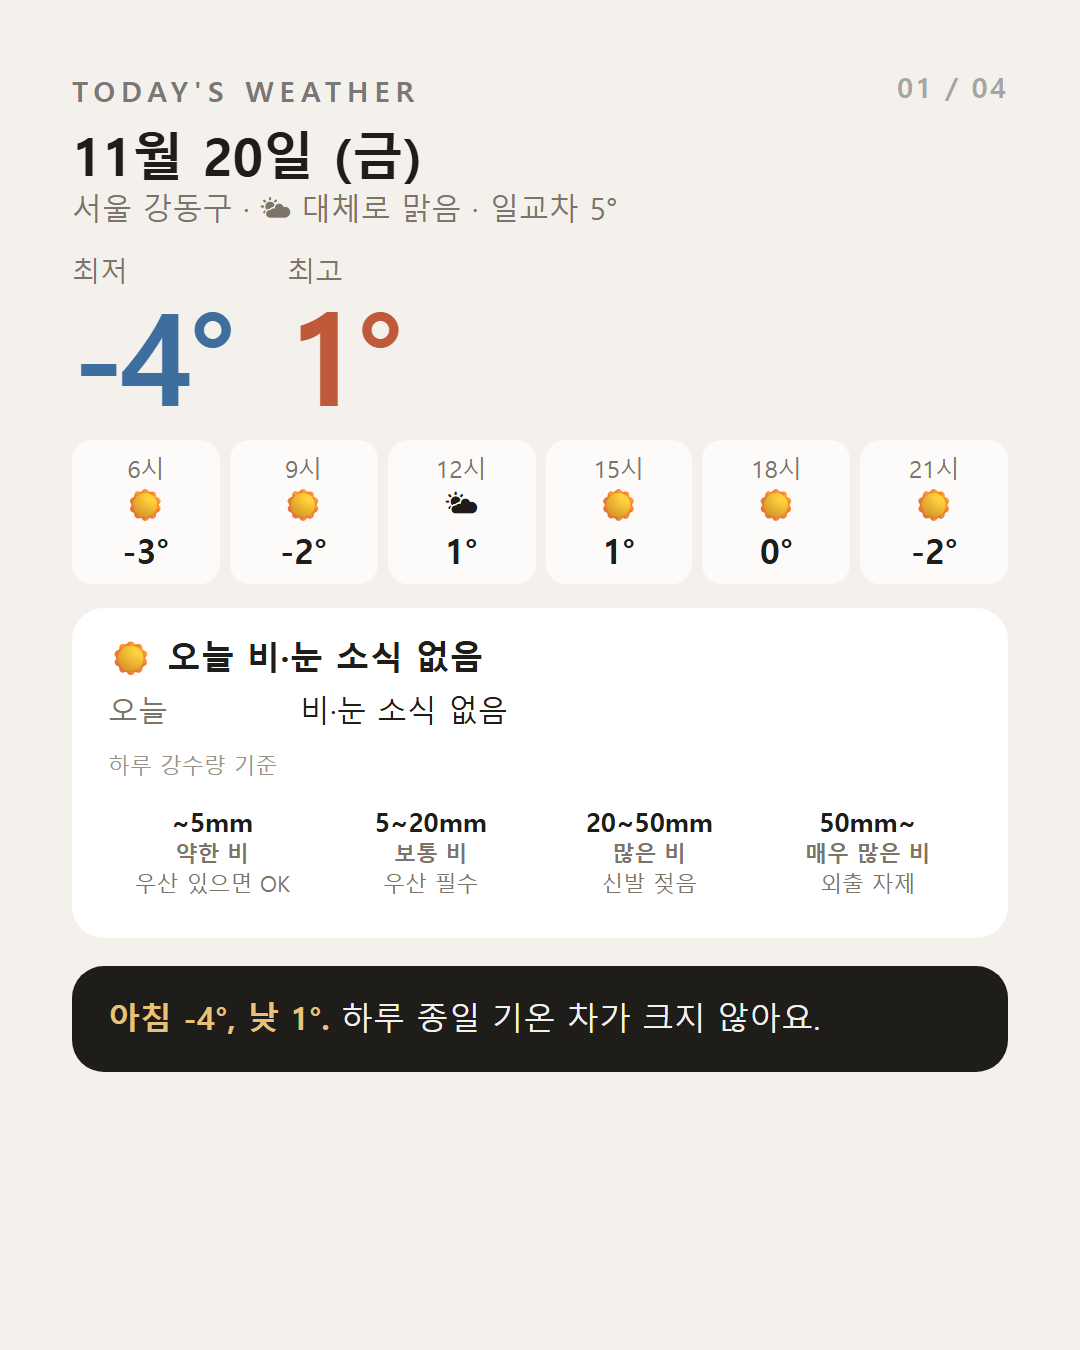 TODAY'S WEATHER
01 / 04
11월 20일 (금)
서울 강동구 · 🌥 대체로 맑음 · 일교차 5°
최저 최고
-4° 1°
6시 9시 12시 15시 18시 21시
-3° -2° 1° 1° 0° -2°
오늘 비·눈 소식 없음
오늘 비·눈 소식 없음
하루 강수량 기준
~5mm 5~20mm 20~50mm 50mm~
약한 비 보통 비 많은 비 매우 많은 비
우산 있으면 OK 우산 필수 신발 젖음 외출 자제
아침 -4°, 낮 1°. 하루 종일 기온 차가 크지 않아요.